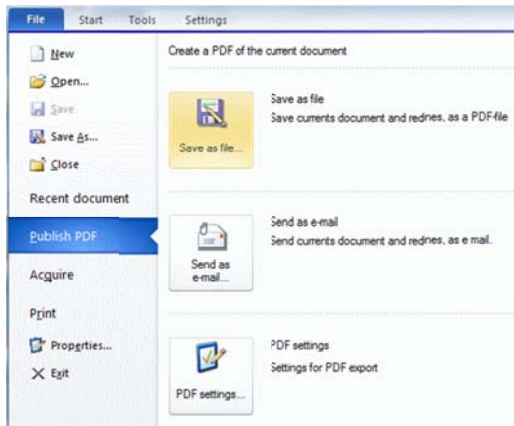 File Start Tools Settings
New
Open...
Save
Save As...
Close
Recent document
Publish PDF
Acquire
Print
Properties...
Exit
Create a PDF of the current document
Save as file...
Save as file
Save currents document and rednes, as a PDF-file
Send as
e-mail...
Send as e-mail
Send currents document and rednes, as e mail.
PDF settings...
PDF settings
Settings for PDF export